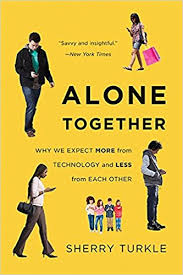 "Savvy and insightful."
—New York Times
ALONE
TOGETHER
WHY WE EXPECT MORE from
TECHNOLOGY and LESS
from EACH OTHER
SHERRY TURKLE